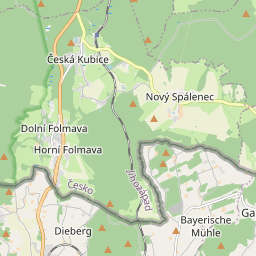 Česká Kubice
Nový Spálenec
Dolní Folmava
Horní Folmava
Česko
Jihozápad
Dieberg
Bayerische
Mühle
Ga